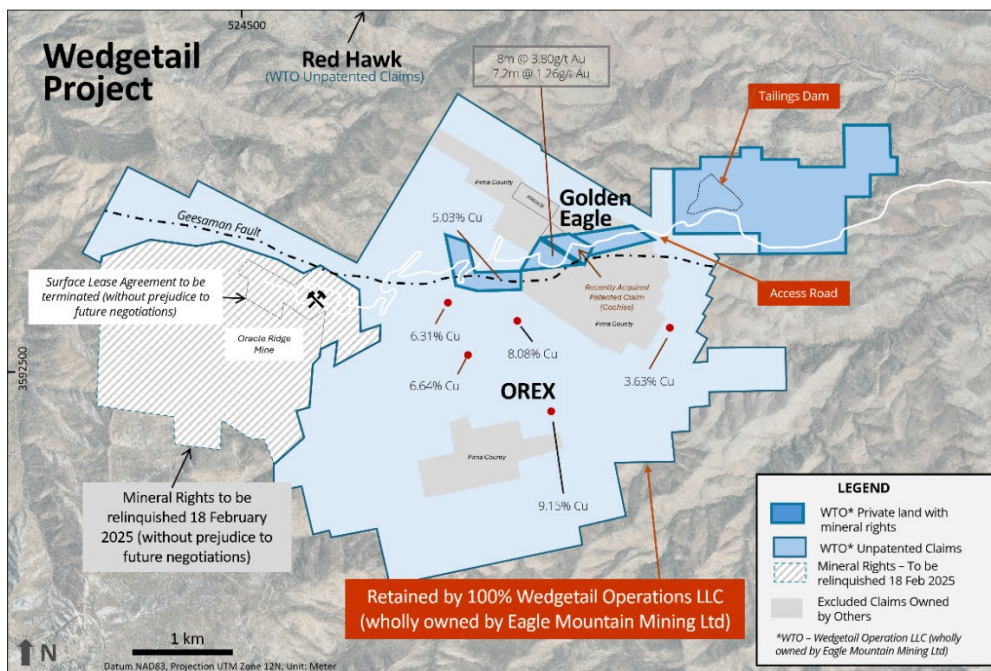 Wedgetail
Project
524500
Red Hawk
(WTO Unpatented Claims)
8m @ 3.80g/t Au
7.2m @ 1.26g/t Au
Tailings Dam
Pima County
PRIVATE
Golden
Eagle
5.03% Cu
Geesaman Fault
Surface Lease Agreement to be
terminated (without prejudice to
future negotiations)
Oracle Ridge
Mine
Recently Acquired
Patented Claim
(Cochise)
Pima County
Access Road
3592500
6.31% Cu
8.08% Cu
6.64% Cu
3.63% Cu
OREX
Pima County
9.15% Cu
Mineral Rights to be
relinquished 18 February
2025 (without prejudice to
future negotiations)
Retained by 100% Wedgetail Operations LLC
(wholly owned by Eagle Mountain Mining Ltd)
LEGEND
WTO* Private land with
mineral rights
WTO* Unpatented Claims
Mineral Rights – To be
relinquished 18 Feb 2025
Excluded Claims Owned
by Others
*WTO – Wedgetail Operation LLC (wholly
owned by Eagle Mountain Mining Ltd)
N
1 km
Datum NAD83, Projection UTM Zone 12N, Unit: Meter